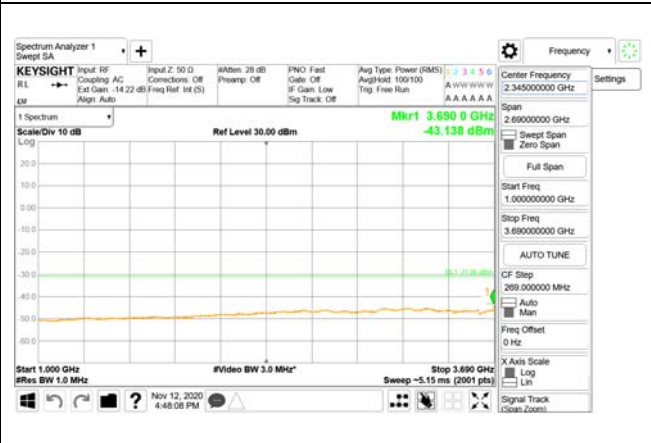 Spectrum Analyzer 1
Swept SA
+
Frequency
KEYSIGHT
RL
Input: RF
Coupling: AC
Ext Gain: -14.22 dB
Align: Auto
Input Z: 50 Ω
Corrections: Off
Freq Ref: Int (S)
#Atten: 28 dB
Preamp: Off
PNO: Fast
Gate: Off
IF Gain: Low
Sig Track: Off
Avg Type: Power (RMS)
Avg|Hold: 100/100
Trig: Free Run
1 2 3 4 5 6
A W W W W W
A A A A A A
1 Spectrum
Scale/Div 10 dB
Log
Ref Level 30.00 dBm
Mkr1 3.690 0 GHz
-43.138 dBm
20.0
10.0
0.00
-10.0
-20.0
-30.0
-40.0
-50.0
-60.0
1
Start 1.000 GHz
#Res BW 1.0 MHz
#Video BW 3.0 MHz*
Stop 3.690 GHz
Sweep ~5.15 ms (2001 pts)
Center Frequency
2.345000000 GHz
Settings
Span
2.69000000 GHz
Swept Span
Zero Span
Full Span
Start Freq
1.000000000 GHz
Stop Freq
3.690000000 GHz
AUTO TUNE
CF Step
269.000000 MHz
Auto
Man
Freq Offset
0 Hz
X Axis Scale
Log
Lin
Signal Track
(Span Zoom)
?
Nov 12, 2020
4:48:08 PM